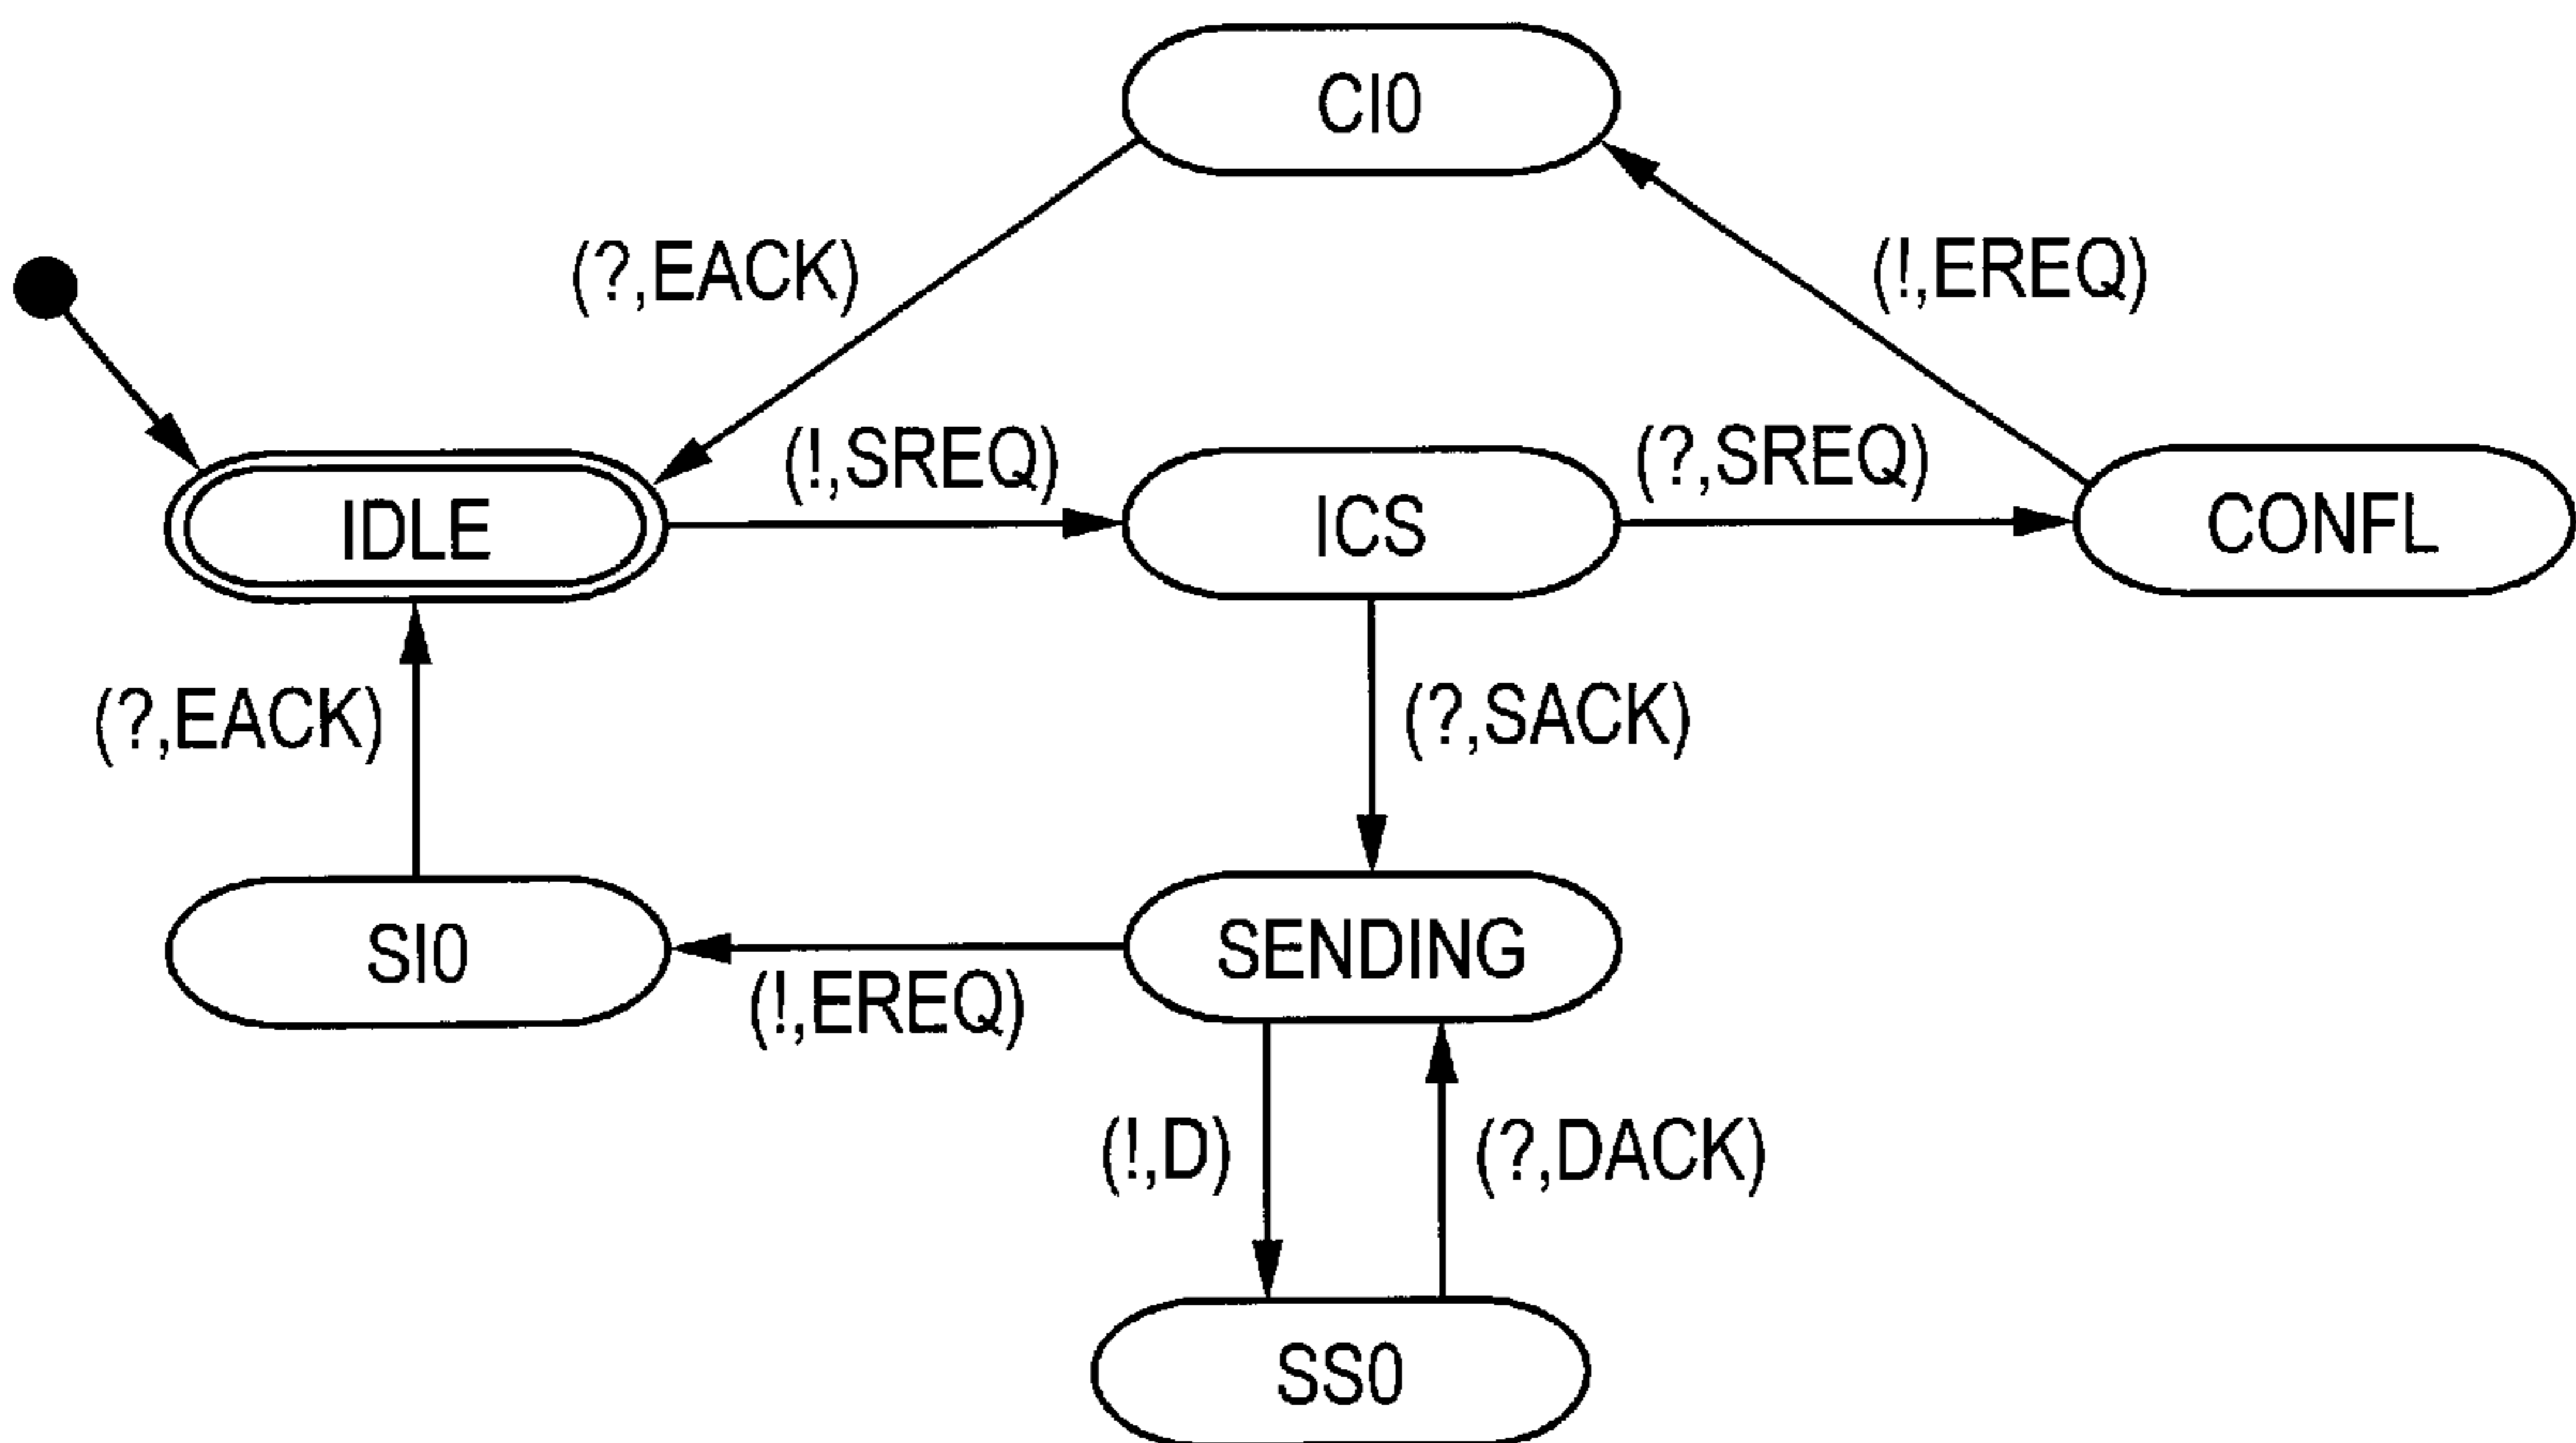 CI0
(?,EACK)
(!,EREQ)
(!,SREQ)
(?,SREQ)
IDLE
ICS
CONFL
(?,EACK)
(?,SACK)
SI0
SENDING
(!,EREQ)
(!,D)
(?,DACK)
SS0